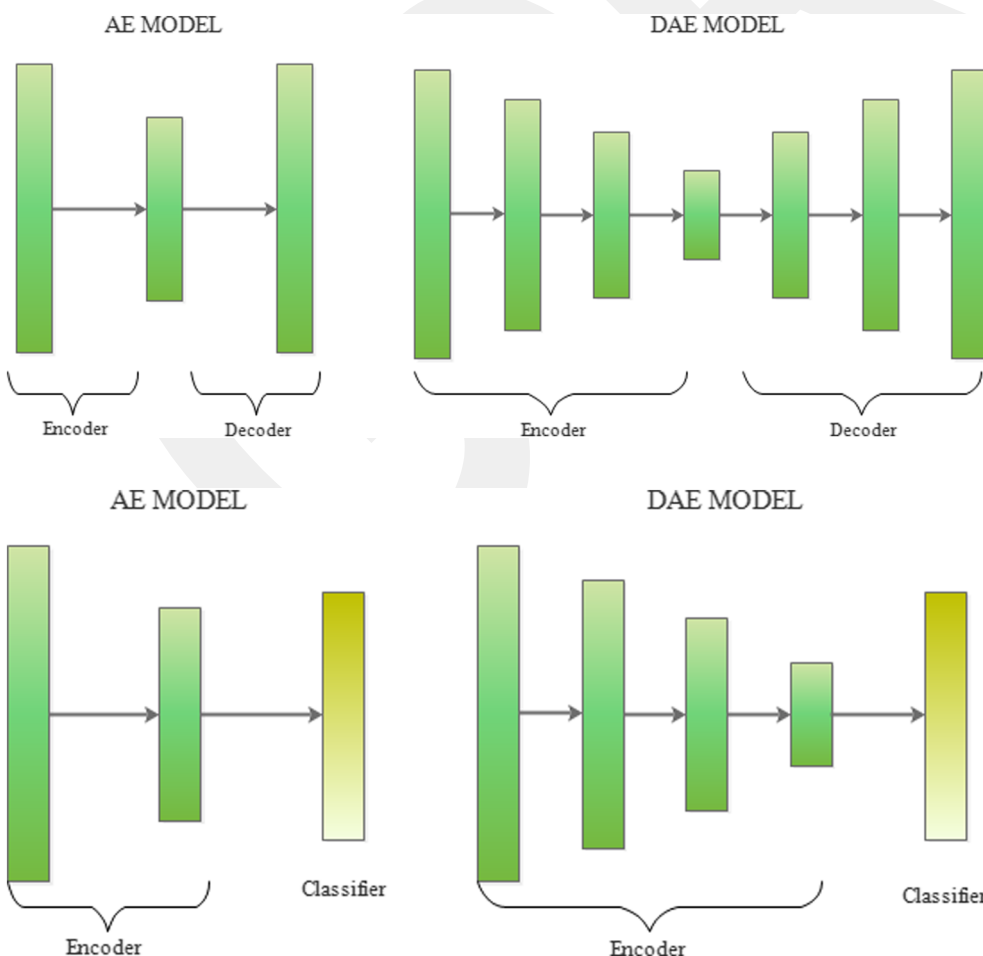 AE MODEL
DAE MODEL
Encoder
Decoder
Encoder
Decoder
AE MODEL
DAE MODEL
Classifier
Classifier
Encoder
Encoder